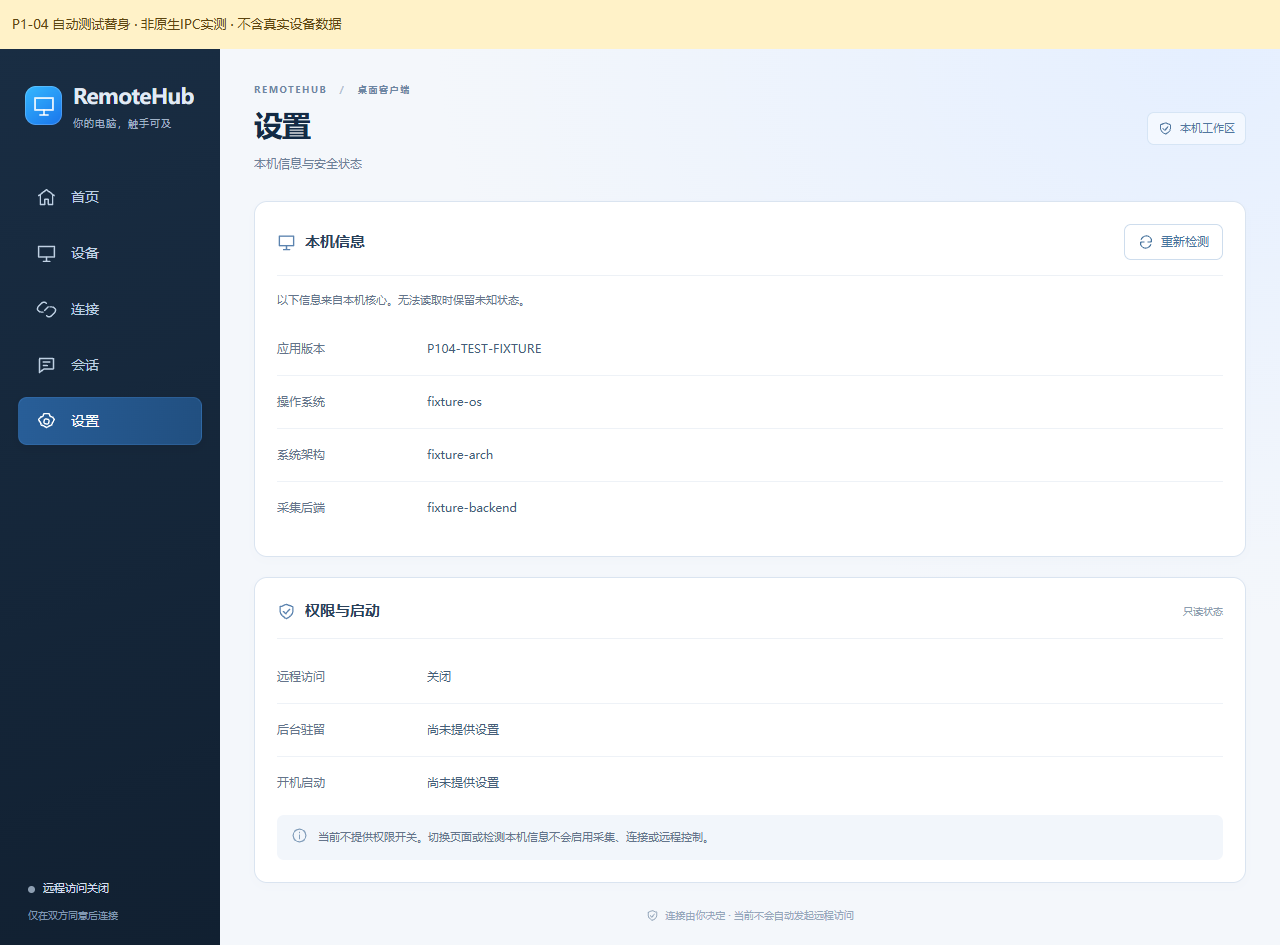 P1-04 自动测试替身 · 非原生IPC实测 · 不含真实设备数据
RemoteHub
你的电脑，触手可及
首页
设备
连接
会话
设置
远程访问关闭
仅在双方同意后连接
REMOTEHUB / 桌面客户端
设置
本机信息与安全状态
本机工作区
本机信息
重新检测
以下信息来自本机核心。无法读取时保留未知状态。
应用版本 P104-TEST-FIXTURE
操作系统 fixture-os
系统架构 fixture-arch
采集后端 fixture-backend
权限与启动
只读状态
远程访问 关闭
后台驻留 尚未提供设置
开机启动 尚未提供设置
当前不提供权限开关。切换页面或检测本机信息不会启用采集、连接或远程控制。
连接由你决定 · 当前不会自动发起远程访问